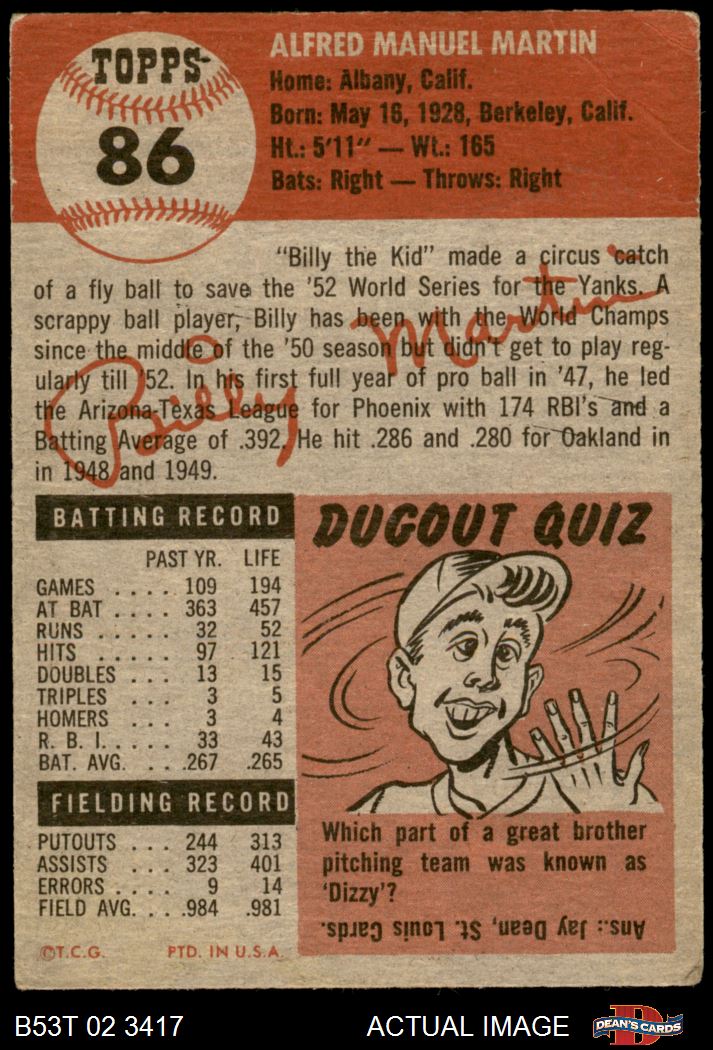 TOPPS
86
ALFRED MANUEL MARTIN
Home: Albany, Calif.
Born: May 16, 1928, Berkeley, Calif.
Ht.: 5'11" — Wt.: 165
Bats: Right — Throws: Right
"Billy the Kid" made a circus catch
of a fly ball to save the '52 World Series for the Yanks. A
scrappy ball player, Billy has been with the World Champs
since the middle of the '50 season but didn't get to play reg-
ularly till '52. In his first full year of pro ball in '47, he led
the Arizona-Texas League for Phoenix with 174 RBI's and a
Batting Average of .392. He hit .286 and .280 for Oakland in
in 1948 and 1949.
Billy Martin
BATTING RECORD
PAST YR. LIFE
GAMES . . . . 109 194
AT BAT . . . . 363 457
RUNS . . . . . 32 52
HITS . . . . . 97 121
DOUBLES . . . . 13 15
TRIPLES . . . 3 5
HOMERS . . . 3 4
R. B. I. . . . . . 33 43
BAT. AVG. . . .267 .265
FIELDING RECORD
PUTOUTS . . . 244 313
ASSISTS . . . . 323 401
ERRORS . . . . 9 14
FIELD AVG. . . .984 .981
©T.C.G. PTD. IN U.S.A.
DUGOUT QUIZ
Which part of a great brother
pitching team was known as
'Dizzy'?
Ans.: Jay Dean, St. Louis Cards.
B53T 02 3417 ACTUAL IMAGE
D
DEAN'S CARDS